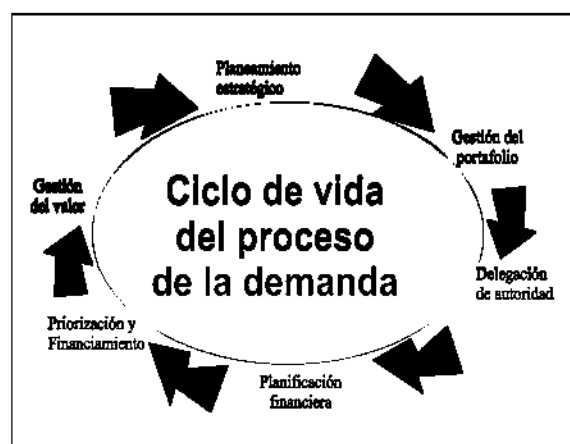 Planeamiento
estratégico
Gestión del
portafolio
Delegación
de autoridad
Planificación
financiera
Priorización y
Financiamiento
Gestión
del valor
Ciclo de vida
del proceso
de la demanda